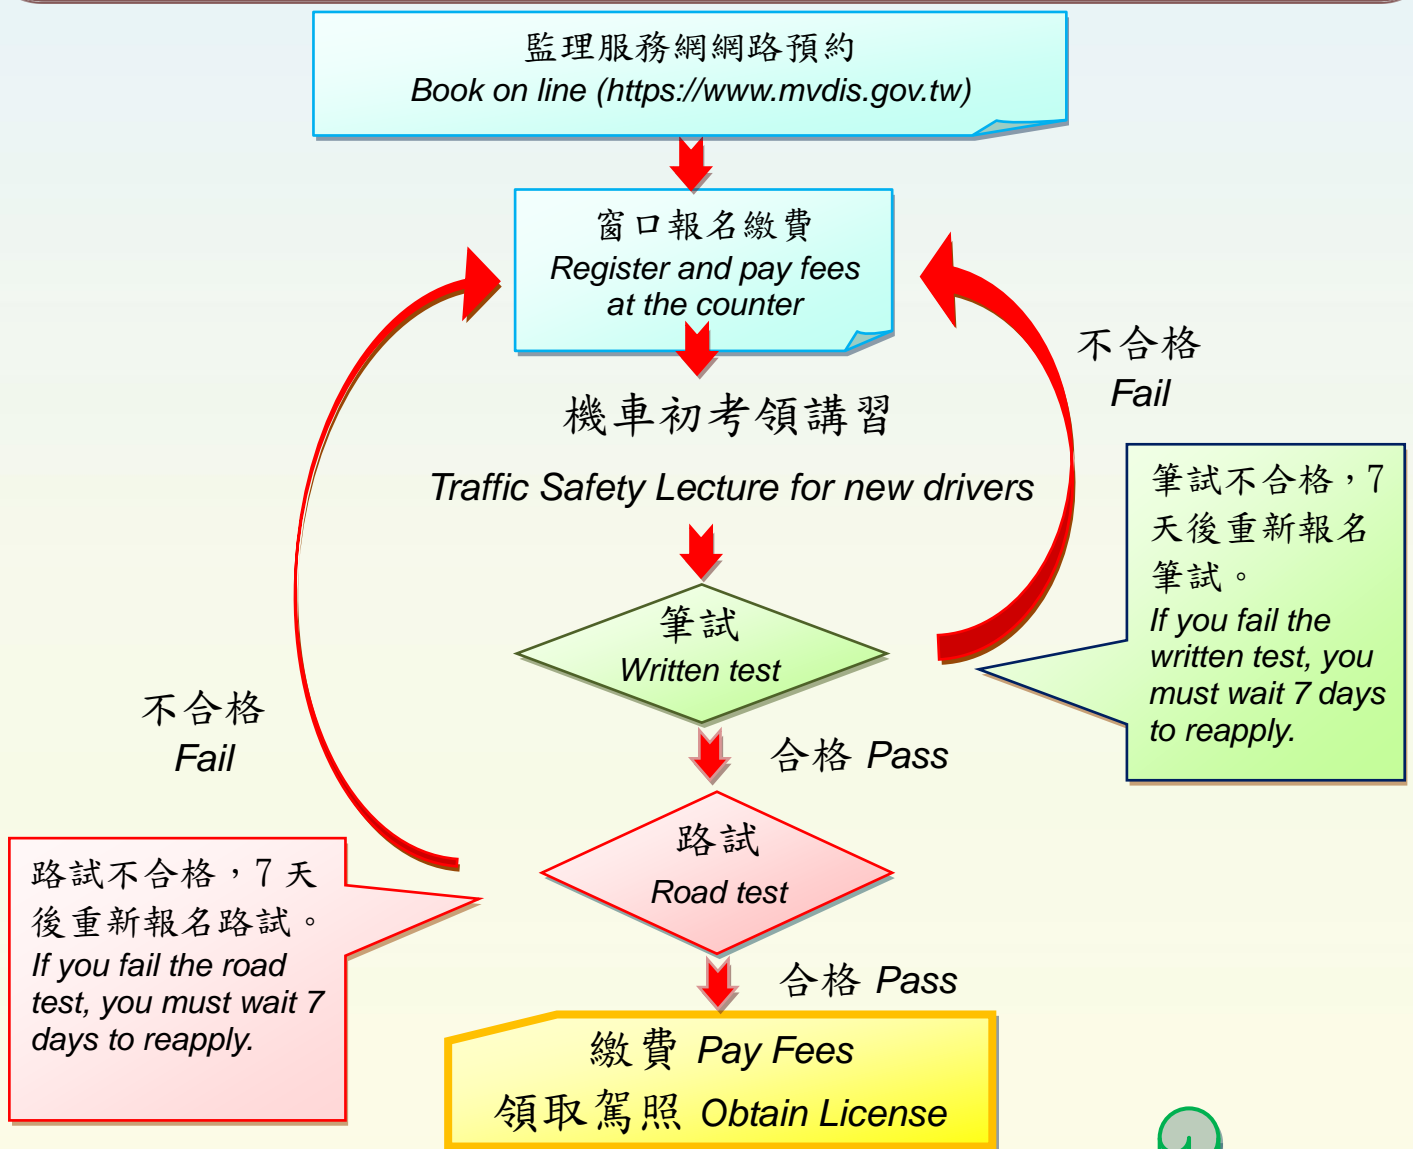 監理服務網網路預約
Book on line (https://www.mvdis.gov.tw)
窗口報名繳費
Register and pay fees
at the counter
不合格
Fail
機車初考領講習
Traffic Safety Lecture for new drivers
筆試不合格，7
天後重新報名
筆試。
If you fail the
written test, you
must wait 7 days
to reapply.
筆試
Written test
不合格
Fail
合格 Pass
路試
Road test
路試不合格，7 天
後重新報名路試。
If you fail the road
test, you must wait 7
days to reapply.
合格 Pass
繳費 Pay Fees
領取駕照 Obtain License